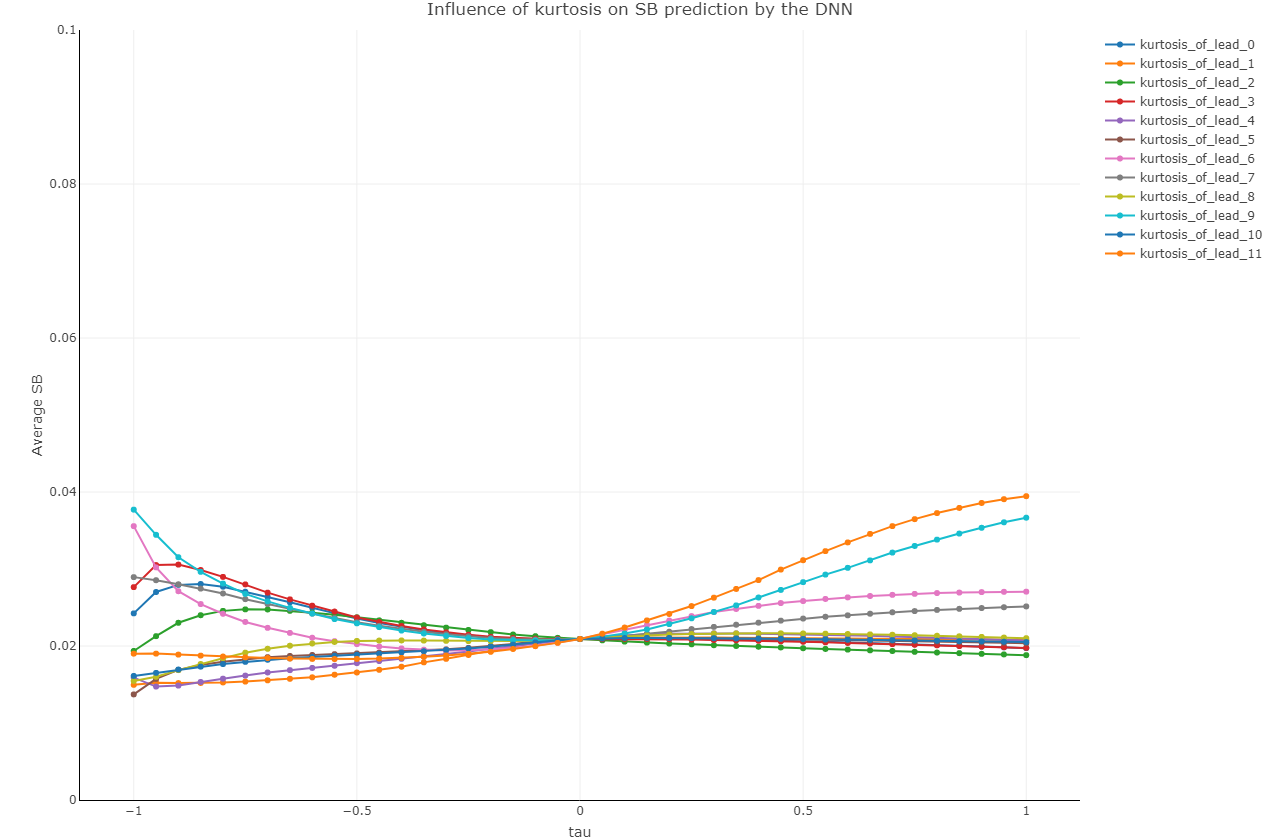 Influence of kurtosis on SB prediction by the DNN
0.1
0.08
0.06
0.04
0.02
0
Average SB
−1
−0.5
0
0.5
1
tau
kurtosis_of_lead_0
kurtosis_of_lead_1
kurtosis_of_lead_2
kurtosis_of_lead_3
kurtosis_of_lead_4
kurtosis_of_lead_5
kurtosis_of_lead_6
kurtosis_of_lead_7
kurtosis_of_lead_8
kurtosis_of_lead_9
kurtosis_of_lead_10
kurtosis_of_lead_11